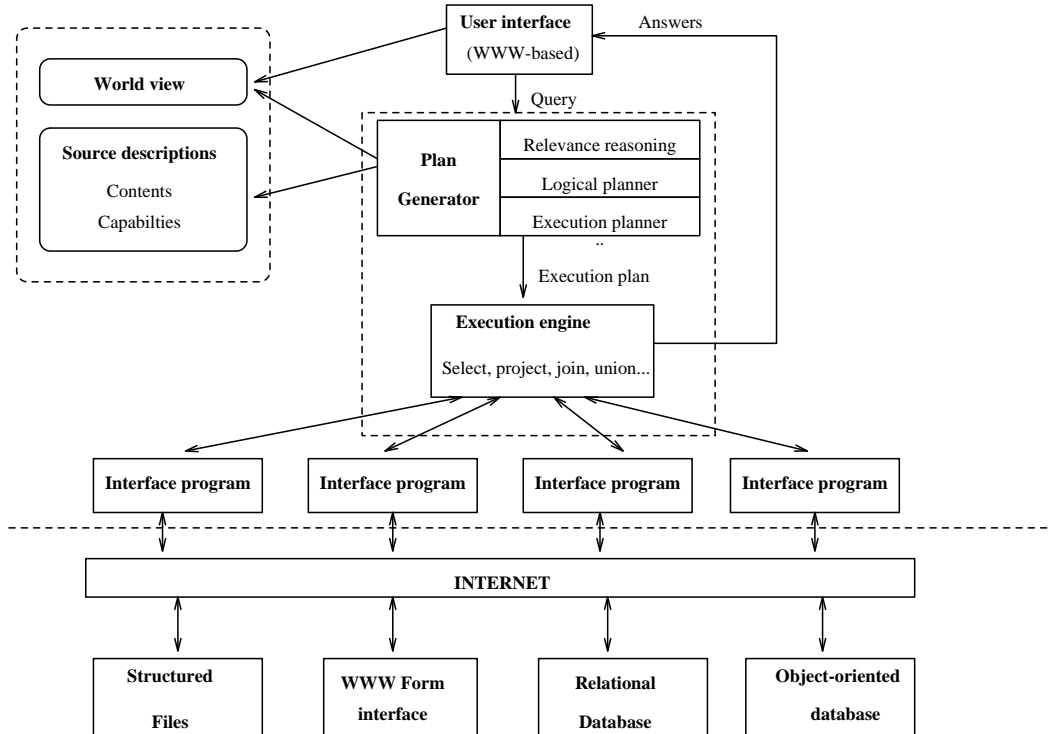 User interface
(WWW-based)
Answers
World view
Query
Source descriptions
Contents
Capabilties
Plan
Generator
Relevance reasoning
Logical planner
Execution planner
..
Execution plan
Execution engine
Select, project, join, union...
Interface program
Interface program
Interface program
Interface program
INTERNET
Structured
Files
WWW Form
interface
Relational
Database
Object-oriented
database